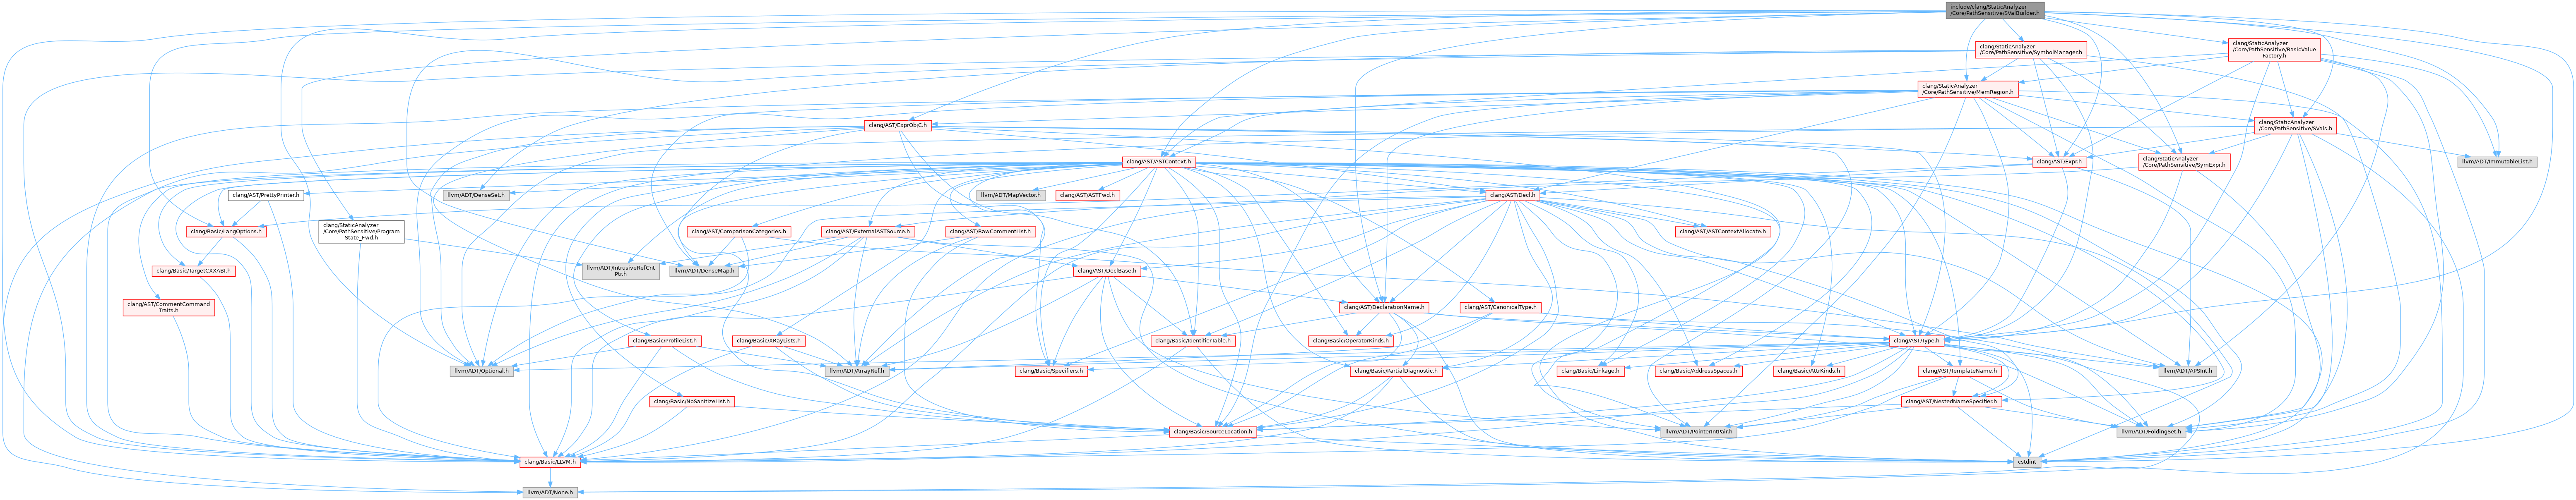 include/clang/StaticAnalyzer
/Core/PathSensitive/SValBuilder.h
clang/StaticAnalyzer
/Core/PathSensitive/SymbolManager.h
clang/StaticAnalyzer
/Core/PathSensitive/BasicValue
Factory.h
clang/StaticAnalyzer
/Core/PathSensitive/MemRegion.h
clang/AST/ExprObjC.h
clang/StaticAnalyzer
/Core/PathSensitive/SVals.h
clang/AST/ASTContext.h
clang/AST/Expr.h
clang/StaticAnalyzer
/Core/PathSensitive/SymExpr.h
llvm/ADT/ImmutableList.h
clang/AST/PrettyPrinter.h
llvm/ADT/DenseSet.h
llvm/ADT/MapVector.h
clang/AST/ASTFwd.h
clang/AST/Decl.h
clang/StaticAnalyzer
/Core/PathSensitive/Program
State_Fwd.h
clang/Basic/LangOptions.h
clang/AST/ComparisonCategories.h
clang/AST/ExternalASTSource.h
clang/AST/RawCommentList.h
clang/AST/ASTContextAllocate.h
clang/Basic/TargetCXXABI.h
llvm/ADT/IntrusiveRefCnt
Ptr.h
llvm/ADT/DenseMap.h
clang/AST/DeclBase.h
clang/AST/CommentCommand
Traits.h
clang/AST/DeclarationName.h
clang/AST/CanonicalType.h
clang/Basic/ProfileList.h
clang/Basic/XRayLists.h
clang/Basic/IdentifierTable.h
clang/Basic/OperatorKinds.h
clang/AST/Type.h
llvm/ADT/Optional.h
llvm/ADT/ArrayRef.h
clang/Basic/Specifiers.h
clang/Basic/PartialDiagnostic.h
clang/Basic/Linkage.h
clang/Basic/AddressSpaces.h
clang/Basic/AttrKinds.h
clang/AST/TemplateName.h
llvm/ADT/APSInt.h
clang/Basic/NoSanitizeList.h
clang/AST/NestedNameSpecifier.h
clang/Basic/SourceLocation.h
llvm/ADT/PointerIntPair.h
llvm/ADT/FoldingSet.h
clang/Basic/LLVM.h
cstdint
llvm/ADT/None.h